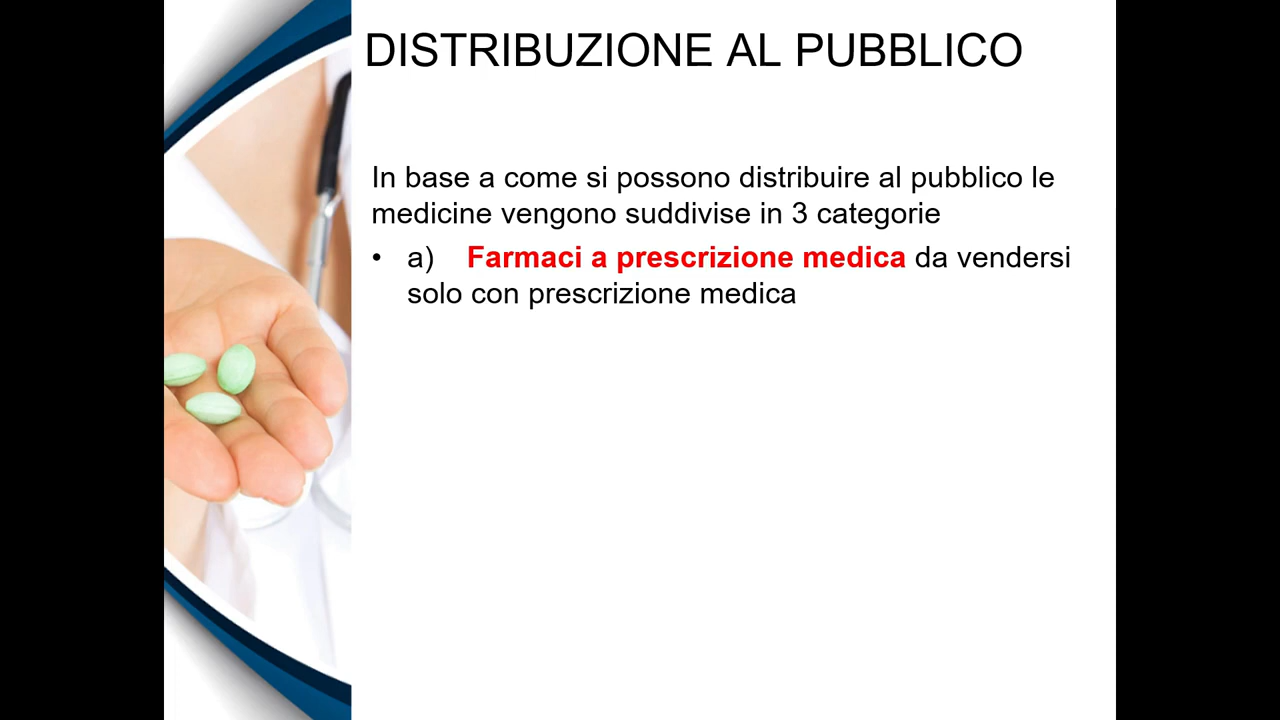 DISTRIBUZIONE AL PUBBLICO
In base a come si possono distribuire al pubblico le
medicine vengono suddivise in 3 categorie
• a) Farmaci a prescrizione medica da vendersi
solo con prescrizione medica